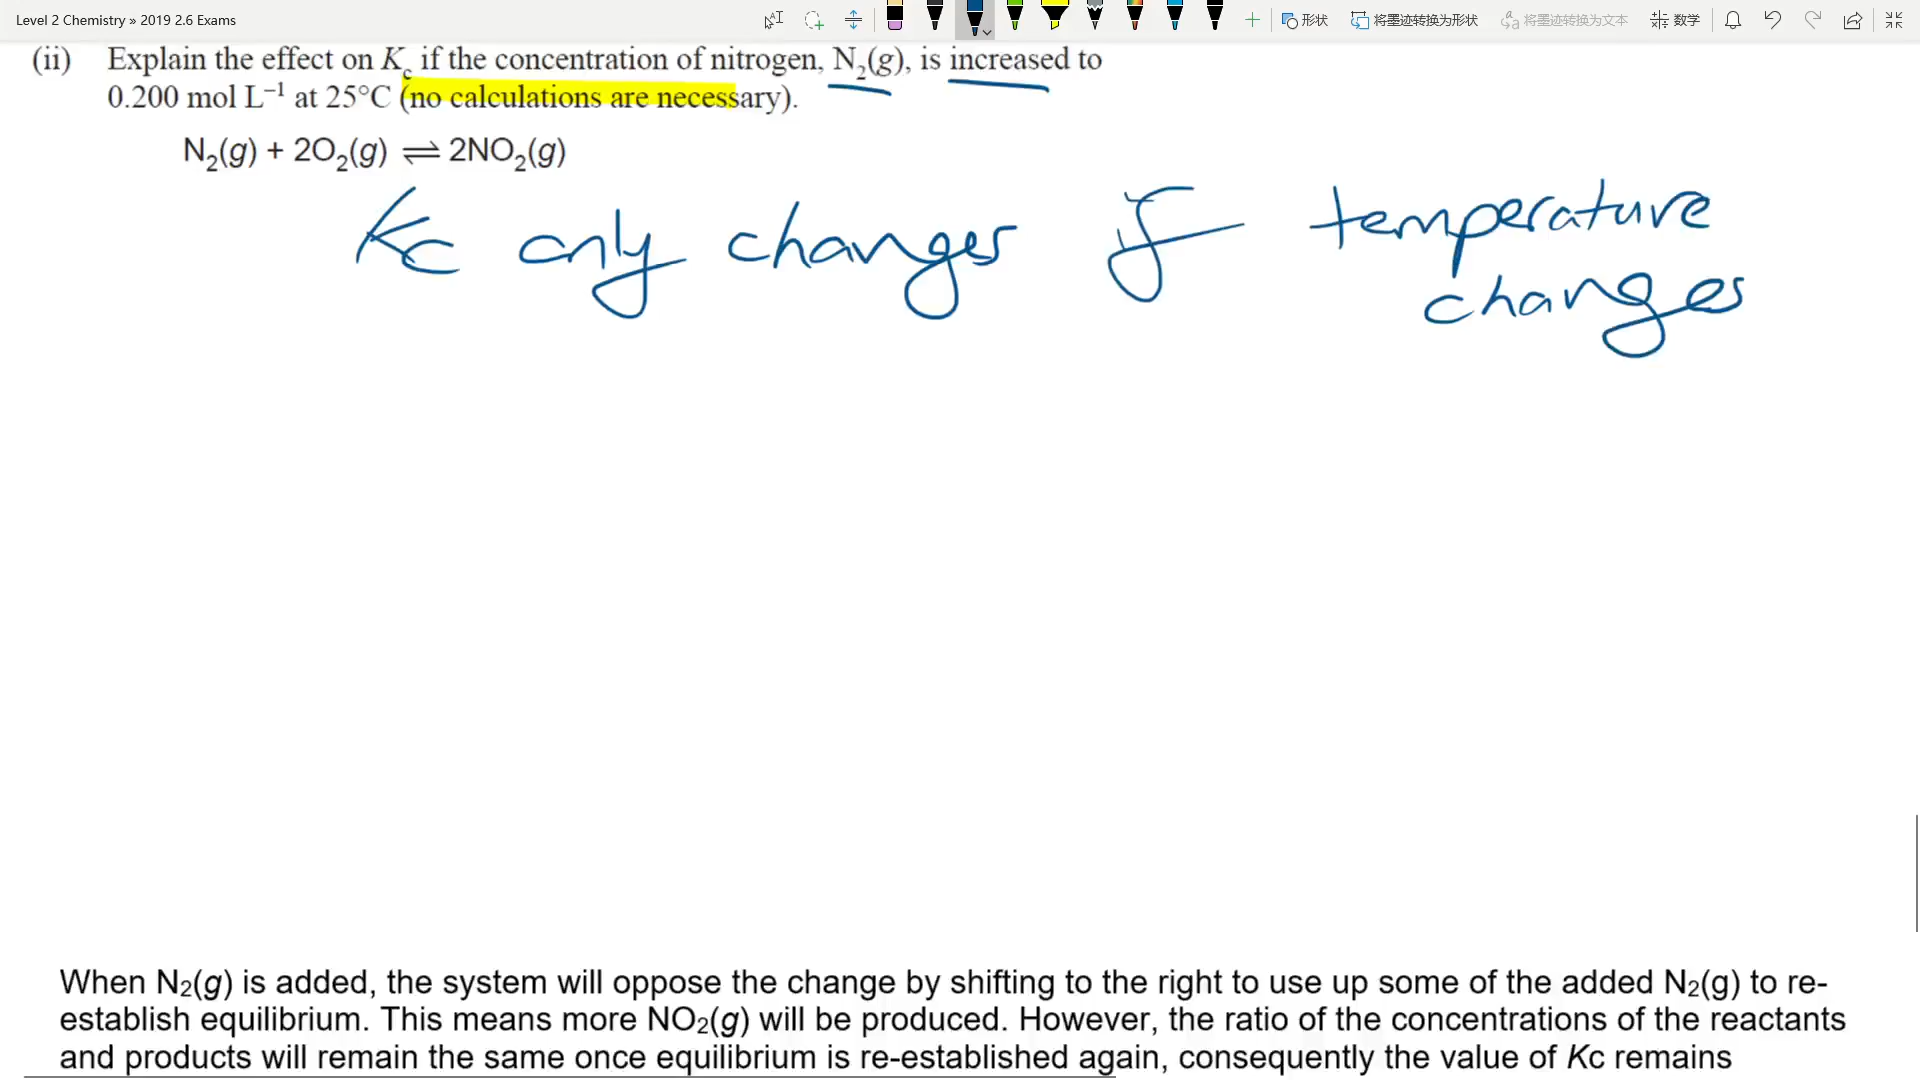 Level 2 Chemistry » 2019 2.6 Exams
形状 将墨迹转换为形状 将墨迹转换为文本 数学
(ii) Explain the effect on Kc if the concentration of nitrogen, N₂(g), is increased to
0.200 mol L⁻¹ at 25°C (no calculations are necessary).
N₂(g) + 2O₂(g) ⇌ 2NO₂(g)
Kc only changes if temperature
changes
When N₂(g) is added, the system will oppose the change by shifting to the right to use up some of the added N₂(g) to re-
establish equilibrium. This means more NO₂(g) will be produced. However, the ratio of the concentrations of the reactants
and products will remain the same once equilibrium is re-established again, consequently the value of Kc remains